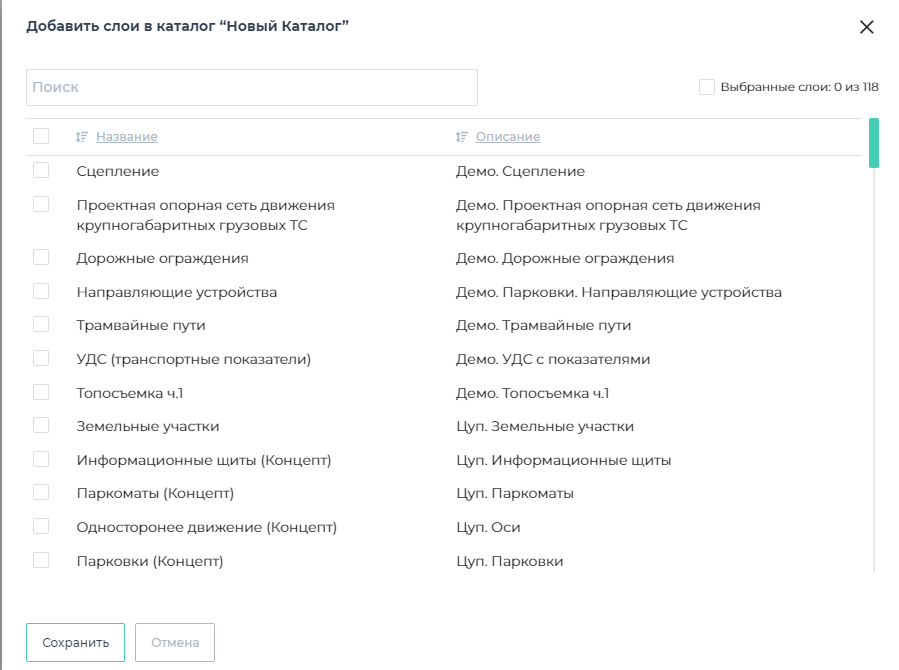 Добавить слои в каталог “Новый Каталог”
Поиск
Выбранные слои: 0 из 118
Название Описание
Сцепление Демо. Сцепление
Проектная опорная сеть движения Демо. Проектная опорная сеть движения
крупногабаритных грузовых ТС крупногабаритных грузовых ТС
Дорожные ограждения Демо. Дорожные ограждения
Направляющие устройства Демо. Парковки. Направляющие устройства
Трамвайные пути Демо. Трамвайные пути
УДС (транспортные показатели) Демо. УДС с показателями
Топосъемка ч.1 Демо. Топосъемка ч.1
Земельные участки Цуп. Земельные участки
Информационные щиты (Концепт) Цуп. Информационные щиты
Паркоматы (Концепт) Цуп. Паркоматы
Одностороннее движение (Концепт) Цуп. Оси
Парковки (Концепт) Цуп. Парковки
Сохранить Отмена